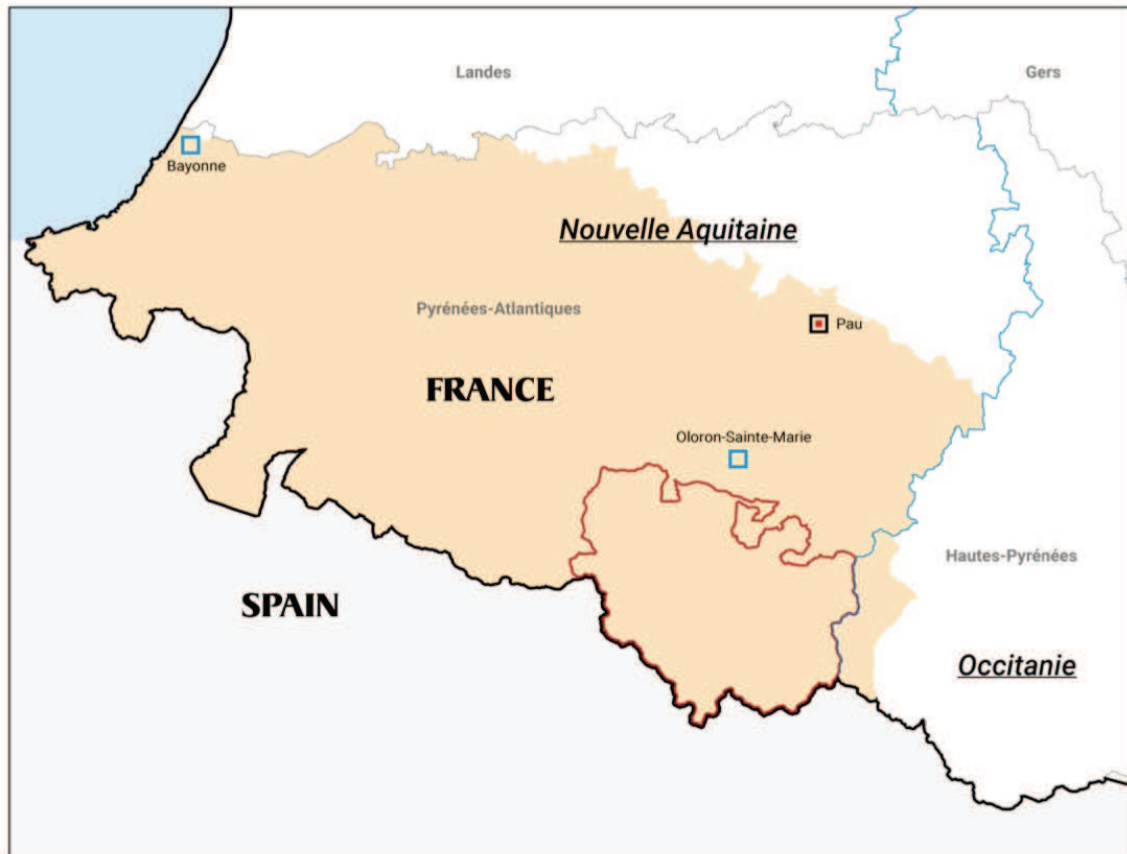 Landes
Gers
Bayonne
Nouvelle Aquitaine
Pyrénées-Atlantiques
Pau
FRANCE
Oloron-Sainte-Marie
Hautes-Pyrénées
SPAIN
Occitanie